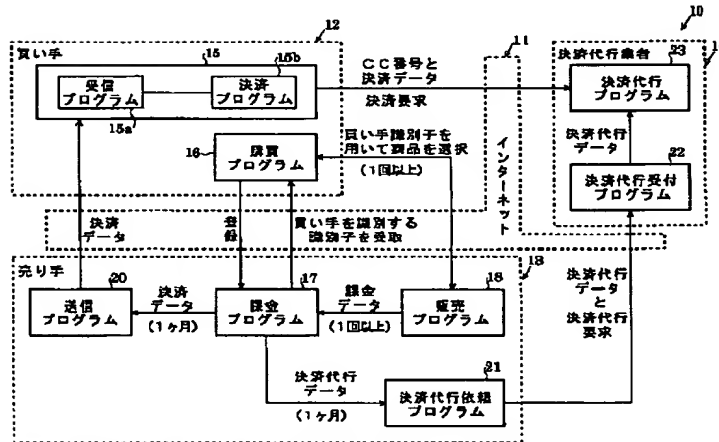 10
12
買い手
15
15b
受信
プログラム
決済
プログラム
15a
11
CC番号と
決済データ
決済要求
決済代行業者
1
23
決済代行
プログラム
16
購買
プログラム
買い手識別子を
用いて商品を選択
(1回以上)
インターネット
決済代行
データ
22
決済代行受付
プログラム
決済
データ
登録
買い手を識別する
識別子を受取
売り手
13
20
送信
プログラム
決済
データ
(1ヶ月)
17
課金
プログラム
課金
データ
(1回以上)
18
販売
プログラム
決済代行
データ
と
決済代行
要求
決済代行
データ
(1ヶ月)
21
決済代行依頼
プログラム